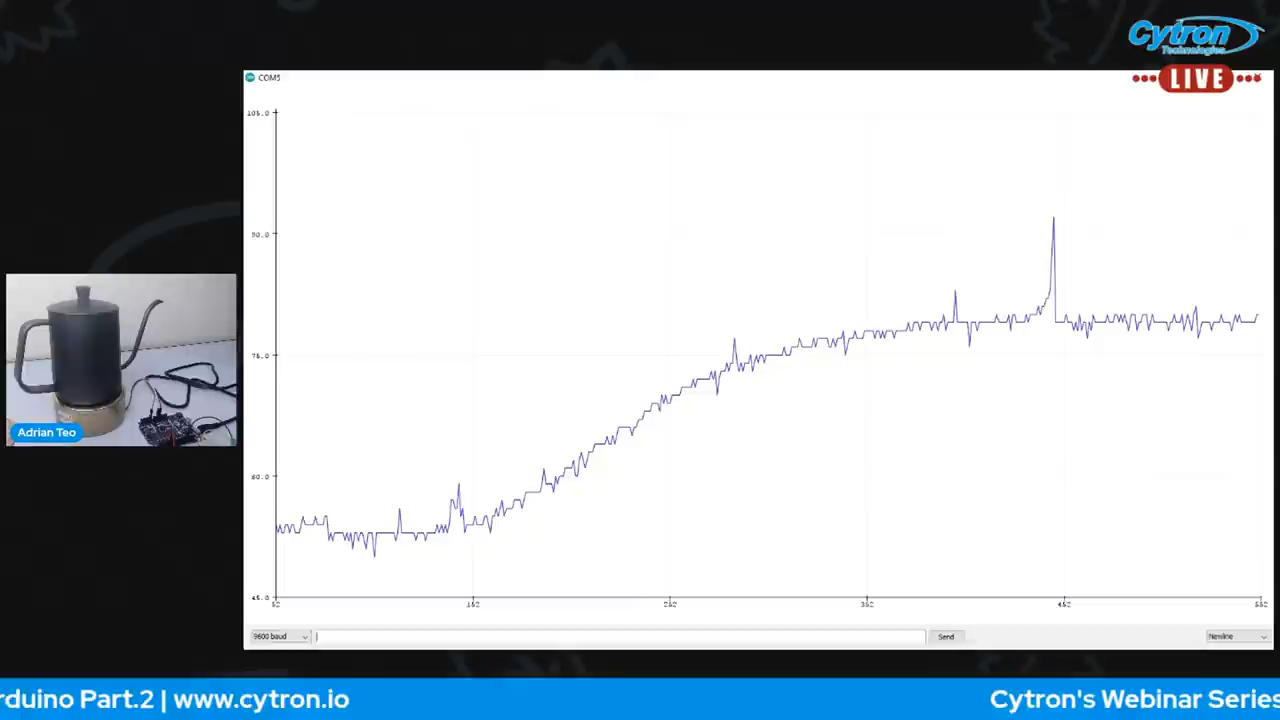 Cytron
Technologies
LIVE
COM5
105.0
90.0
75.0
60.0
45.0
52
152
252
352
452
552
Adrian Teo
9600 baud
Send
Newline
rduino Part.2 | www.cytron.io
Cytron's Webinar Series